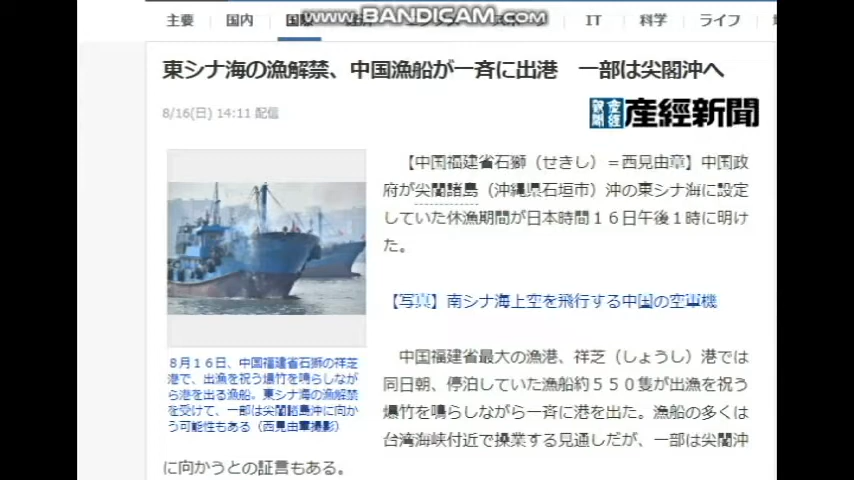 主要 国内 国際 IT 科学 ライフ
www.BANDICAM.com
東シナ海の漁解禁、中国漁船が一斉に出港 一部は尖閣沖へ
8/16(日) 14:11 配信
産経新聞 産經新聞
【中国福建省石獅（せきし）＝西見由章】中国政
府が尖閣諸島（沖縄県石垣市）沖の東シナ海に設定
していた休漁期間が日本時間１６日午後１時に明け
た。
【写真】南シナ海上空を飛行する中国の空軍機
８月１６日、中国福建省石獅の祥芝
港で、出漁を祝う爆竹を鳴らしなが
ら港を出る漁船。東シナ海の漁解禁
を受けて、一部は尖閣諸島沖に向か
う可能性もある（西見由章撮影）
中国福建省最大の漁港、祥芝（しょうし）港では
同日朝、停泊していた漁船約５５０隻が出漁を祝う
爆竹を鳴らしながら一斉に港を出た。漁船の多くは
台湾海峡付近で操業する見通しだが、一部は尖閣沖
に向かうとの証言もある。